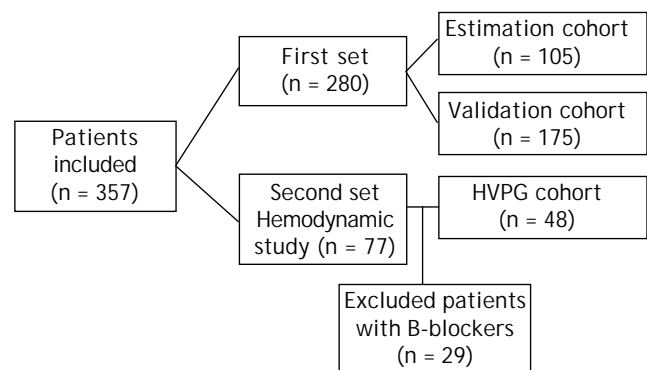 Patients
included
(n = 357)
First set
(n = 280)
Estimation cohort
(n = 105)
Validation cohort
(n = 175)
Second set
Hemodynamic
study (n = 77)
HVPG cohort
(n = 48)
Excluded patients
with B-blockers
(n = 29)